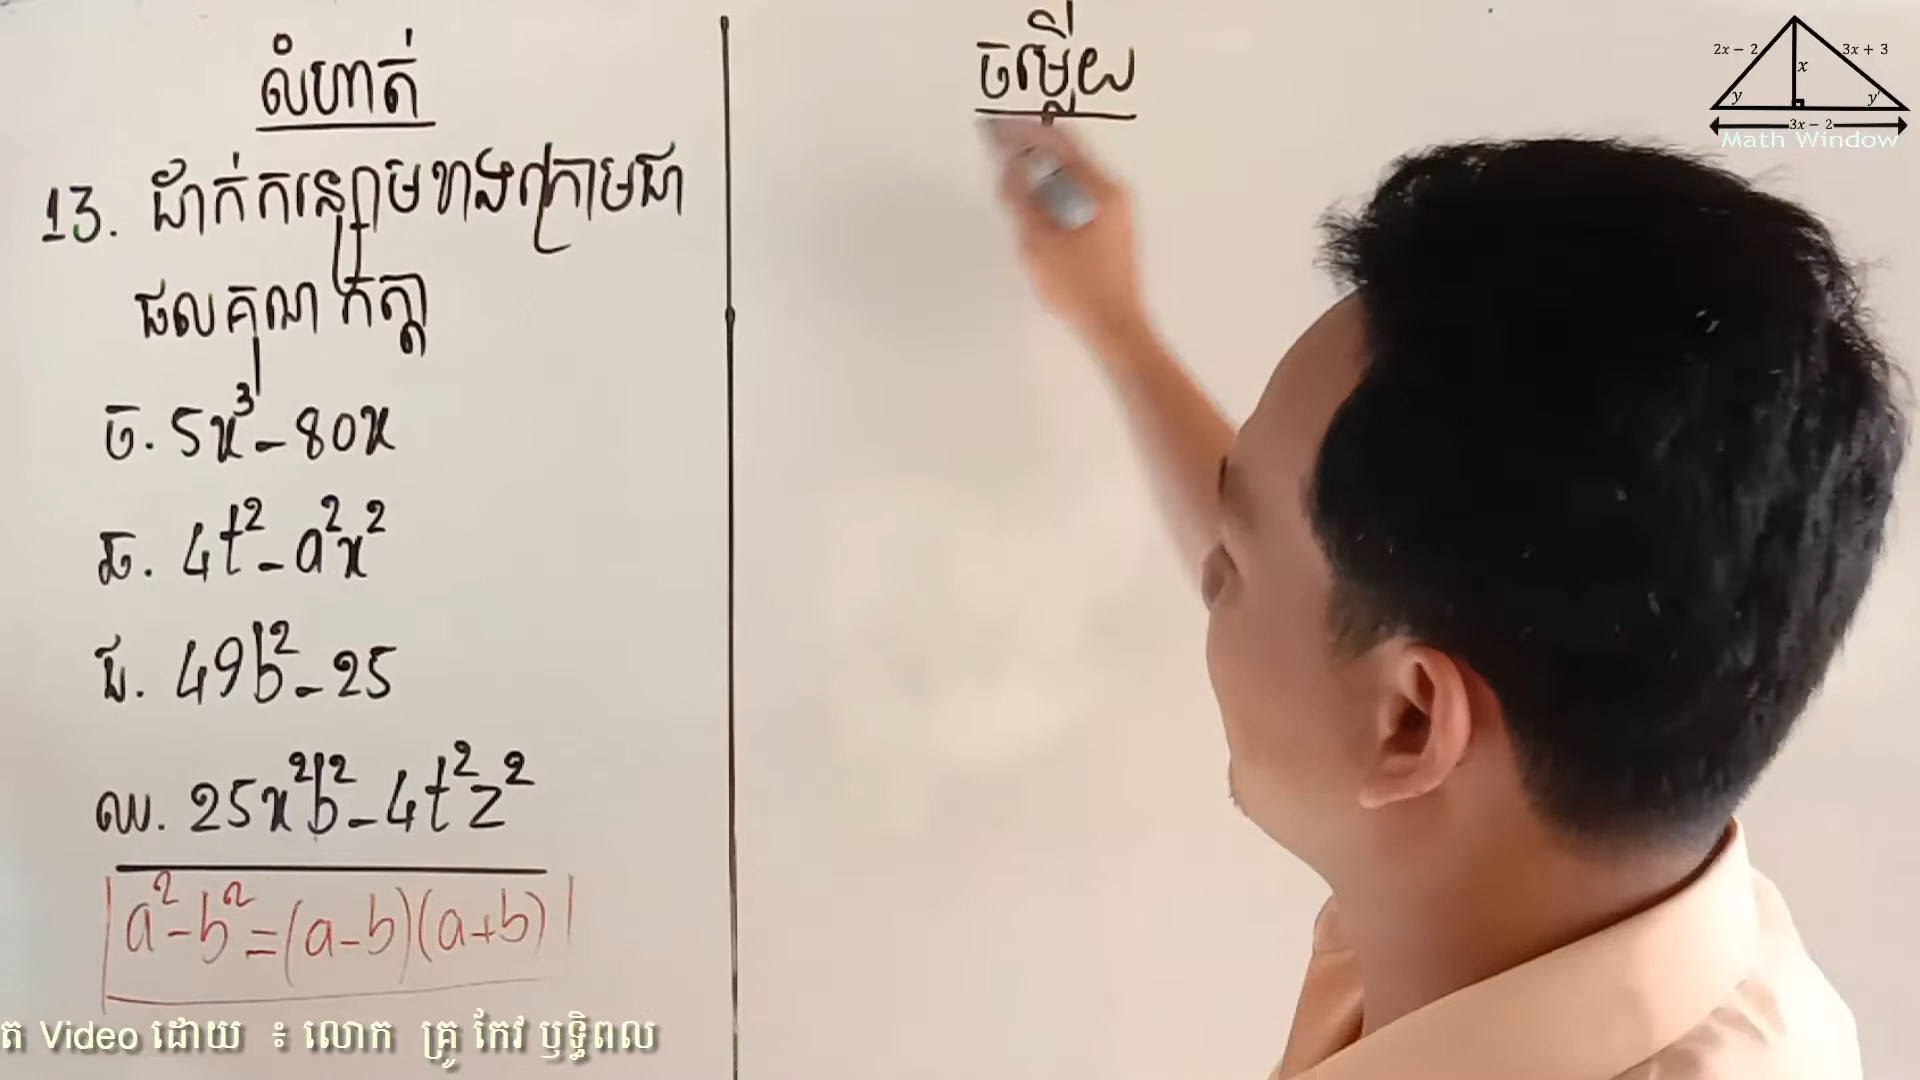 លំហាត់
13. ដាក់កន្សោមខាងក្រោមជា
ផលគុណកត្តា
ច. 5x³ - 80x
ឆ. 4t² - a²x²
ជ. 49b² - 25
ឈ. 25x²b² - 4t²z²
a² - b² = (a - b)(a + b)
ចម្លើយ
2x − 2
3x + 3
x
y
y'
3x − 2
Math Window
ត Video ដោយ ៖ លោក គ្រូ កែវ ឫទ្ធិពល